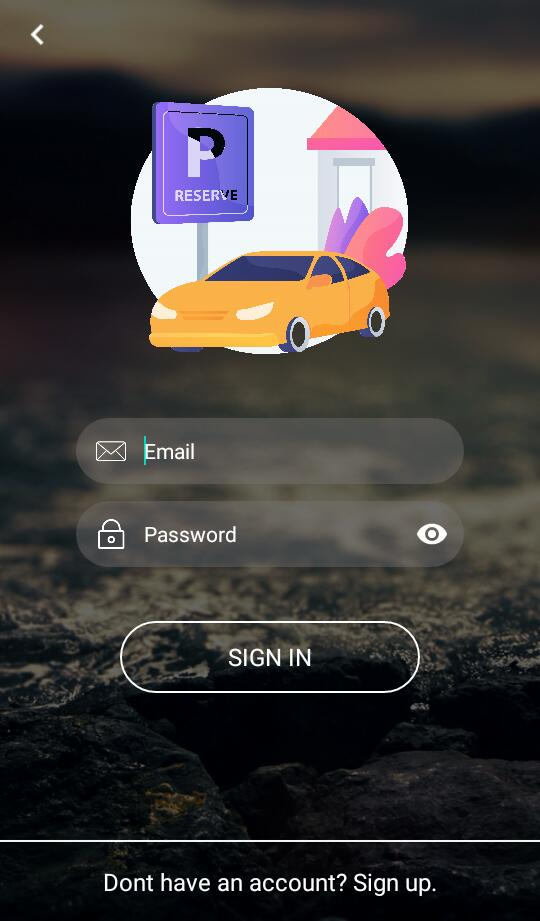 P
RESERVE
Email
Password
SIGN IN
Dont have an account? Sign up.